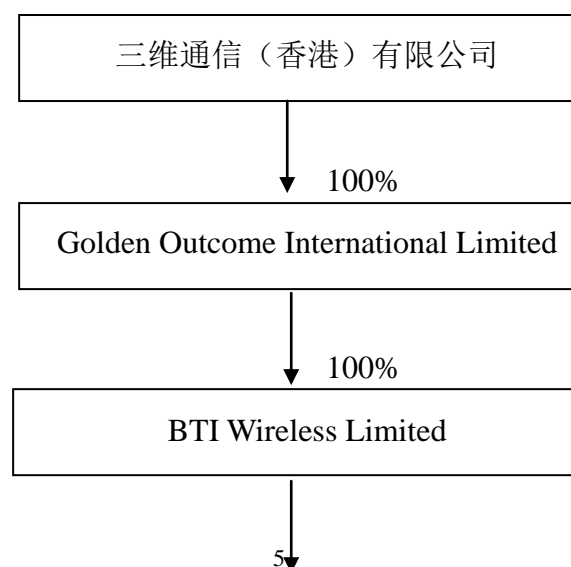 三维通信（香港）有限公司
100%
Golden Outcome International Limited
100%
BTI Wireless Limited
5